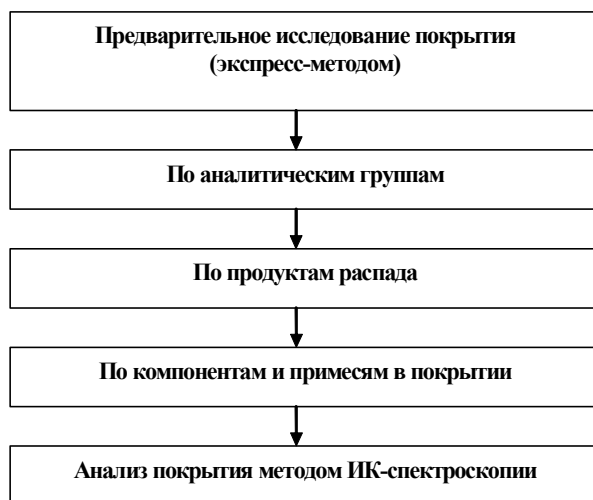 Предварительное исследование покрытия
(экспресс-методом)
По аналитическим группам
По продуктам распада
По компонентам и примесям в покрытии
Анализ покрытия методом ИК-спектроскопии